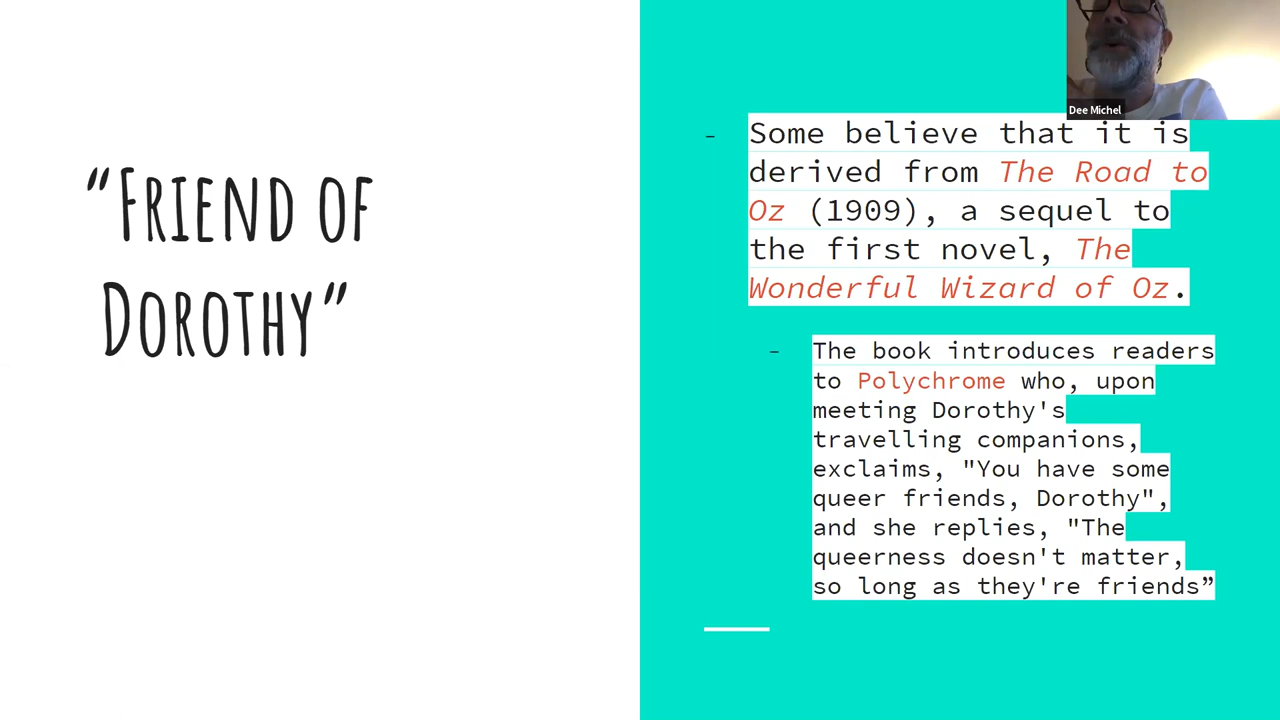 “FRIEND OF
DOROTHY”
Dee Michel
- Some believe that it is
derived from The Road to
Oz (1909), a sequel to
the first novel, The
Wonderful Wizard of Oz.
- The book introduces readers
to Polychrome who, upon
meeting Dorothy's
travelling companions,
exclaims, "You have some
queer friends, Dorothy",
and she replies, "The
queerness doesn't matter,
so long as they're friends”